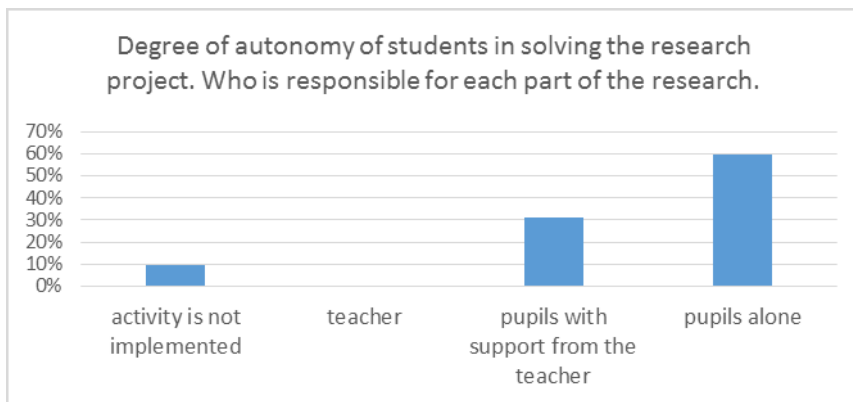 Degree of autonomy of students in solving the research
project. Who is responsible for each part of the research.
70%
60%
50%
40%
30%
20%
10%
0%
activity is not
implemented
teacher
pupils with
support from the
teacher
pupils alone